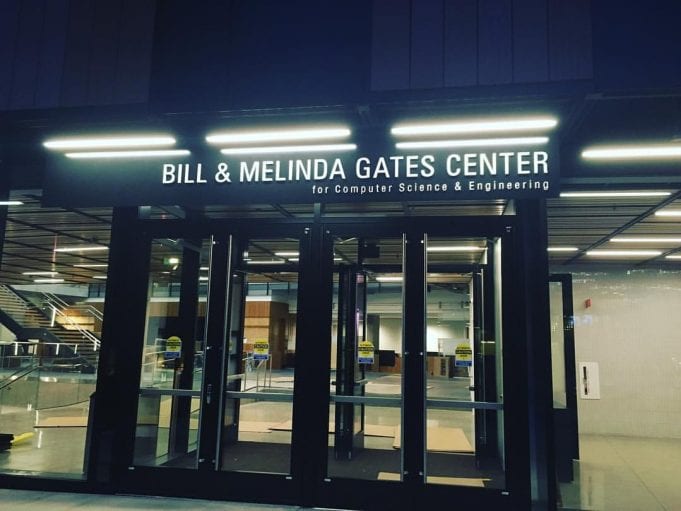 BILL & MELINDA GATES CENTER
for Computer Science & Engineering